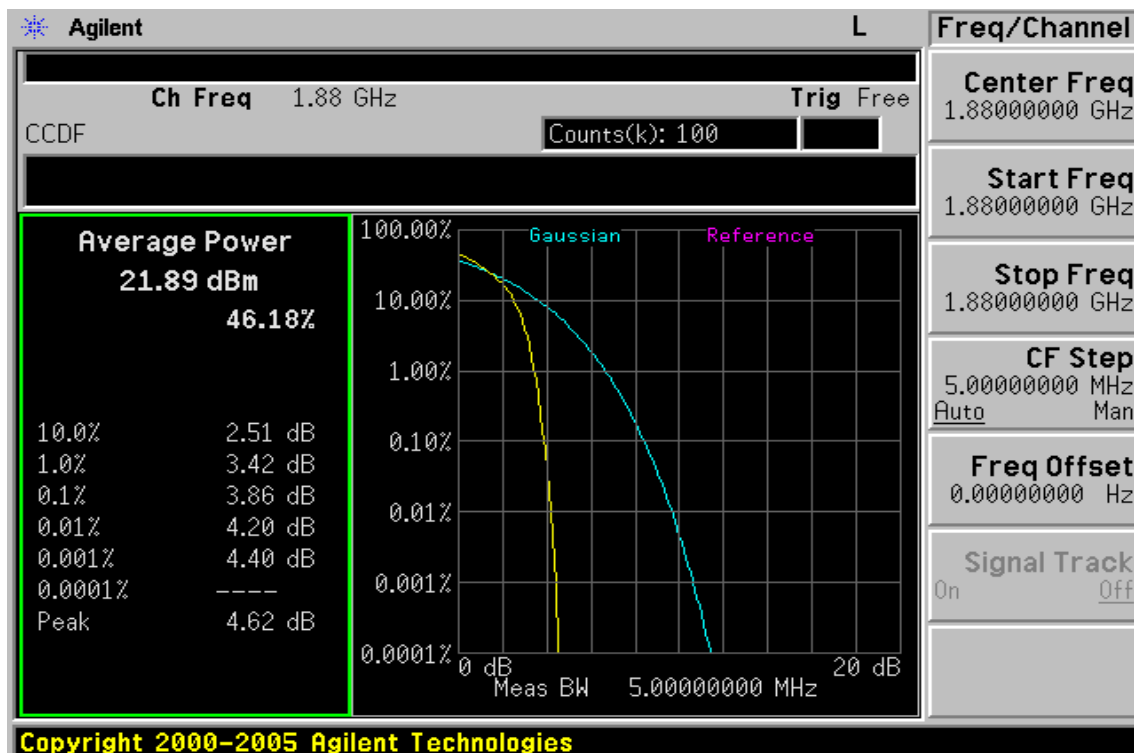 Agilent L
Ch Freq 1.88 GHz Trig Free
CCDF Counts(k): 100
Average Power
21.89 dBm
46.18%
10.0% 2.51 dB
1.0% 3.42 dB
0.1% 3.86 dB
0.01% 4.20 dB
0.001% 4.40 dB
0.0001% ----
Peak 4.62 dB
Gaussian Reference
100.00%
10.00%
1.00%
0.10%
0.01%
0.001%
0.0001%
0 dB 20 dB
Meas BW 5.00000000 MHz
Freq/Channel
Center Freq
1.88000000 GHz
Start Freq
1.88000000 GHz
Stop Freq
1.88000000 GHz
CF Step
5.00000000 MHz
Auto Man
Freq Offset
0.00000000 Hz
Signal Track
On Off
Copyright 2000-2005 Agilent Technologies